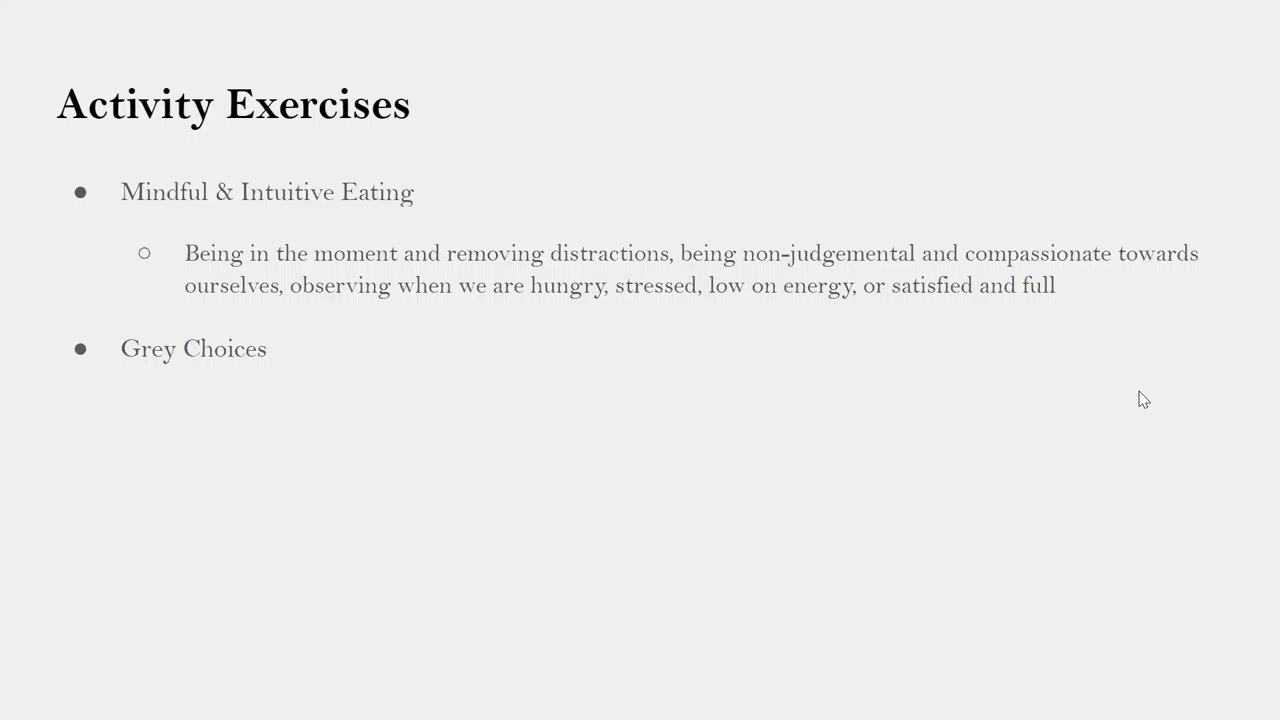 Activity Exercises
● Mindful & Intuitive Eating
○ Being in the moment and removing distractions, being non-judgemental and compassionate towards
ourselves, observing when we are hungry, stressed, low on energy, or satisfied and full
● Grey Choices